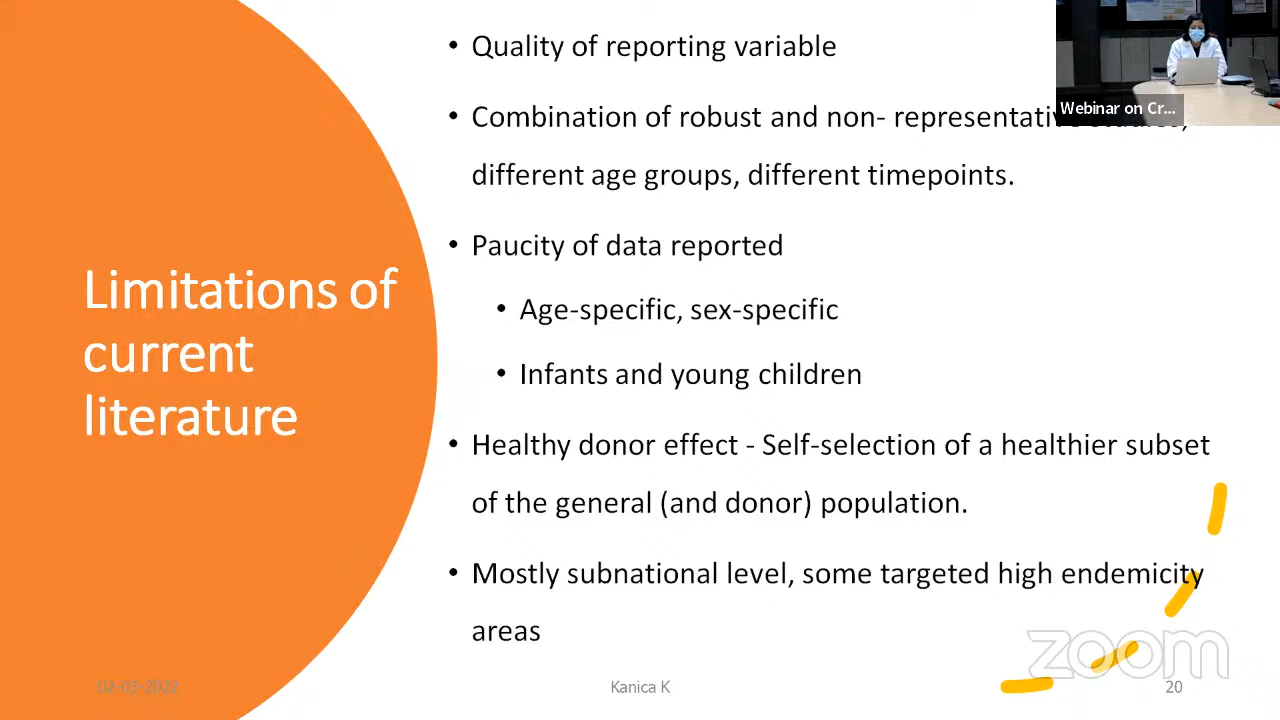 • Quality of reporting variable
Webinar on Cr...
• Combination of robust and non- representative studies,
different age groups, different timepoints.
• Paucity of data reported
• Age-specific, sex-specific
• Infants and young children
Limitations of
current
literature
• Healthy donor effect - Self-selection of a healthier subset
of the general (and donor) population.
• Mostly subnational level, some targeted high endemicity
areas
zoom
02-03-2022
Kanica K
20